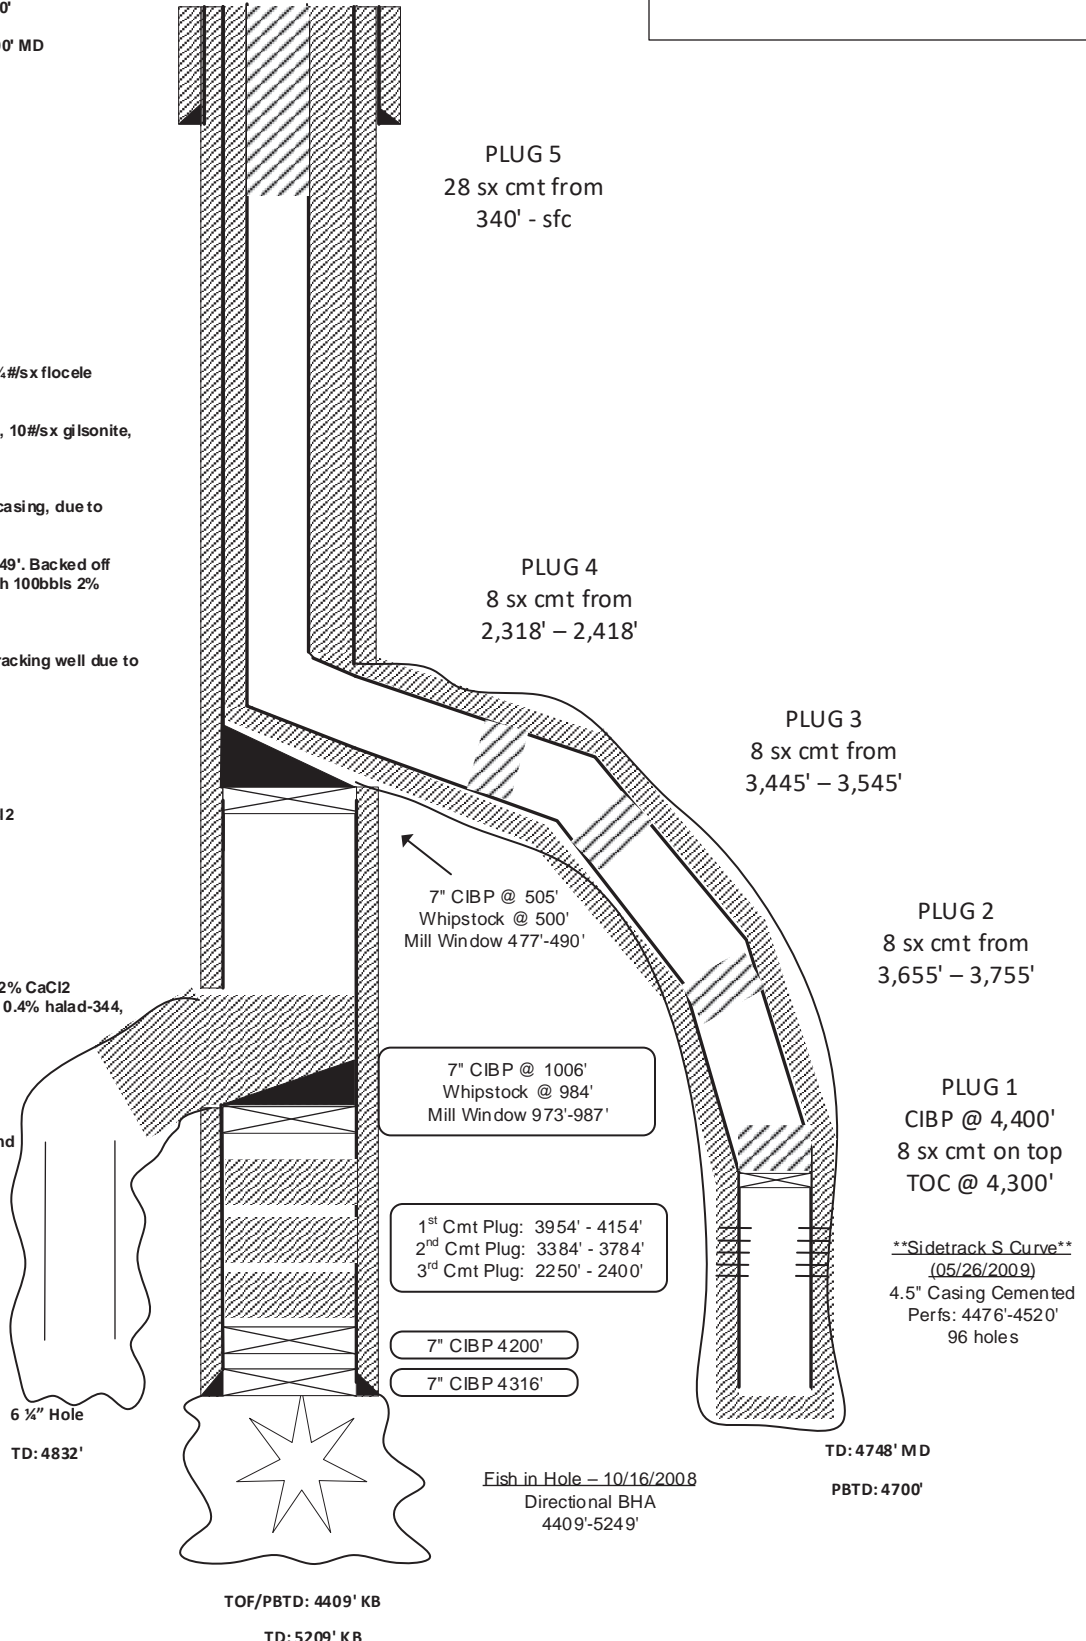 0'
0' MD
PLUG 5
28 sx cmt from
340' - sfc
¼#/sx flocele
, 10#/sx gilsonite,
casing, due to
49'. Backed off
h 100bbls 2%
PLUG 4
8 sx cmt from
2,318' – 2,418'
racking well due to
PLUG 3
8 sx cmt from
3,445' – 3,545'
l2
7" CIBP @ 505'
Whipstock @ 500'
Mill Window 477'-490'
PLUG 2
8 sx cmt from
3,655' – 3,755'
2% CaCl2
0.4% halad-344,
7" CIBP @ 1006'
Whipstock @ 984'
Mill Window 973'-987'
PLUG 1
CIBP @ 4,400'
8 sx cmt on top
TOC @ 4,300'
nd
1st Cmt Plug: 3954' - 4154'
2nd Cmt Plug: 3384' - 3784'
3rd Cmt Plug: 2250' - 2400'
**Sidetrack S Curve**
(05/26/2009)
4.5" Casing Cemented
Perfs: 4476'-4520'
96 holes
7" CIBP 4200'
7" CIBP 4316'
6 ¼" Hole
TD: 4832'
TD: 4748' MD
PBTD: 4700'
Fish in Hole – 10/16/2008
Directional BHA
4409'-5249'
TOF/PBTD: 4409' KB
TD: 5209' KB